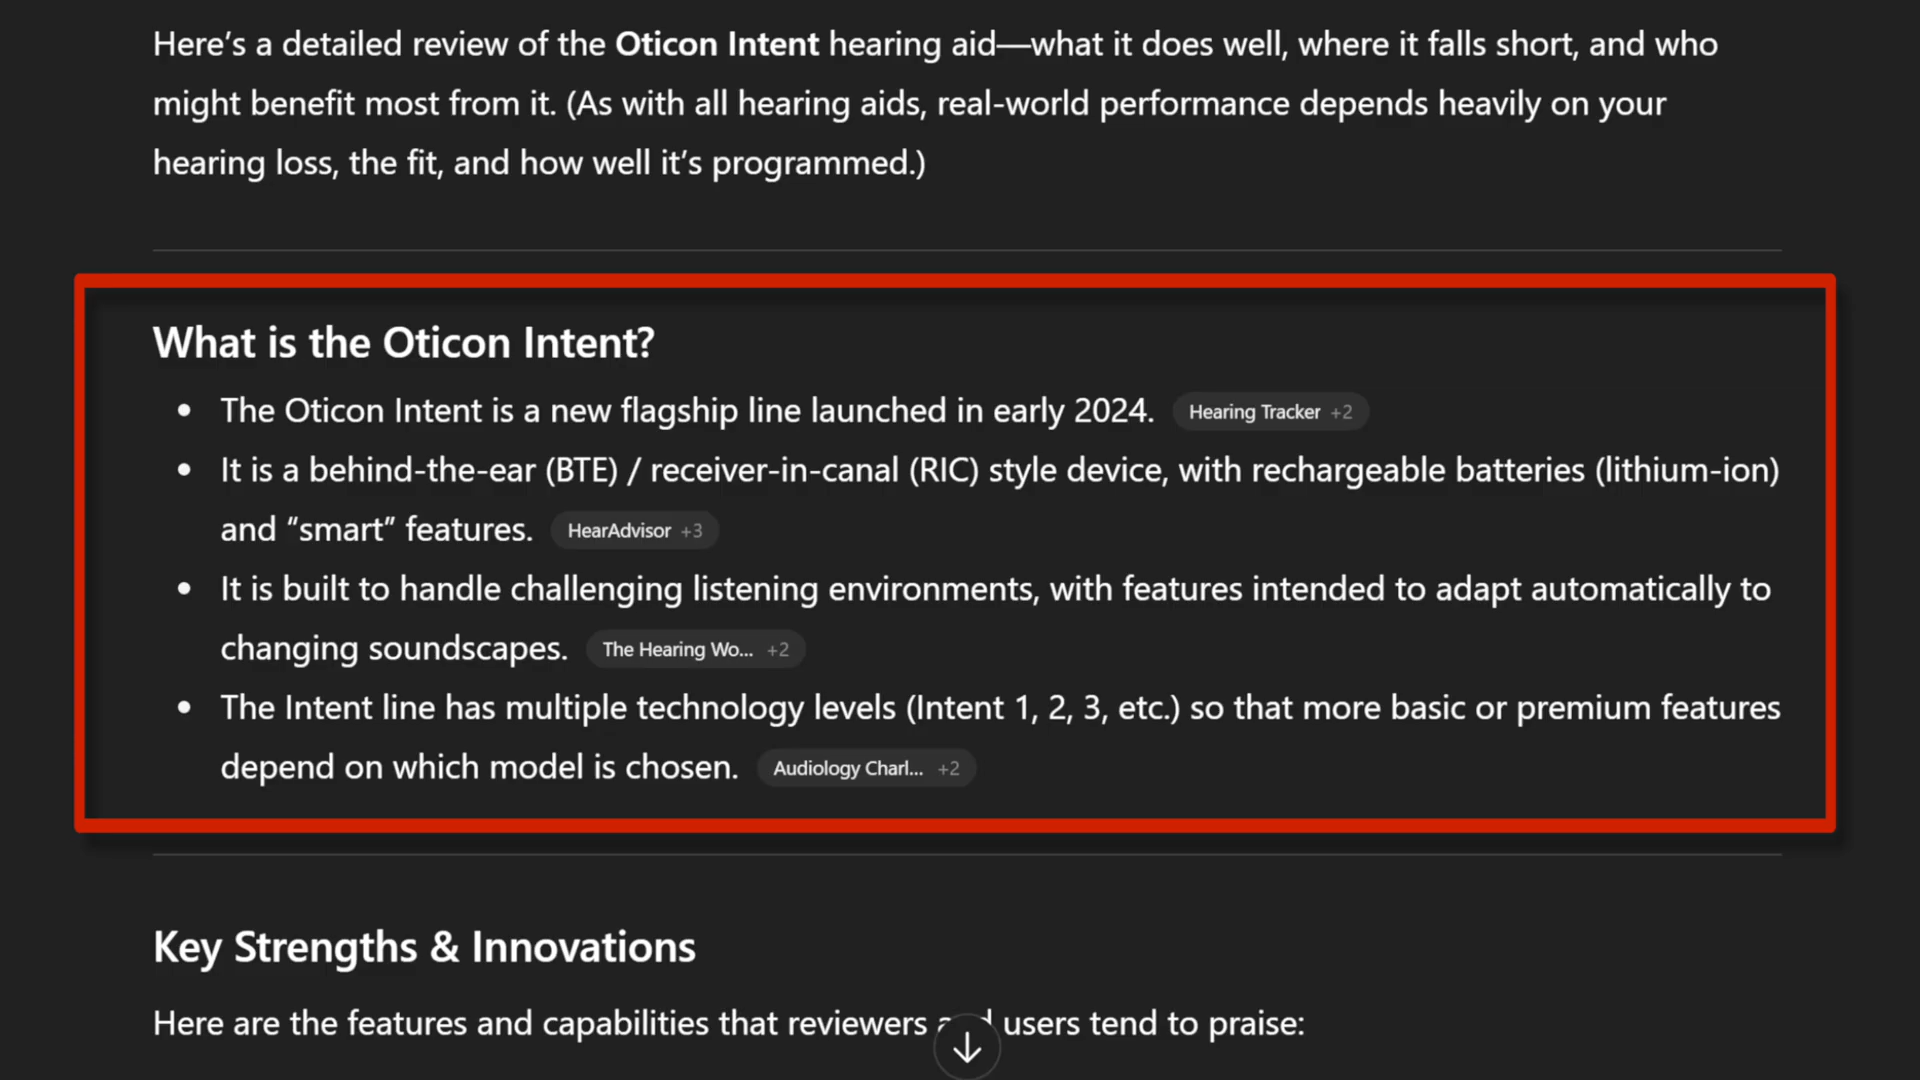 Here’s a detailed review of the Oticon Intent hearing aid—what it does well, where it falls short, and who
might benefit most from it. (As with all hearing aids, real-world performance depends heavily on your
hearing loss, the fit, and how well it’s programmed.)
What is the Oticon Intent?
• The Oticon Intent is a new flagship line launched in early 2024. Hearing Tracker +2
• It is a behind-the-ear (BTE) / receiver-in-canal (RIC) style device, with rechargeable batteries (lithium-ion)
and “smart” features. HearAdvisor +3
• It is built to handle challenging listening environments, with features intended to adapt automatically to
changing soundscapes. The Hearing Wo... +2
• The Intent line has multiple technology levels (Intent 1, 2, 3, etc.) so that more basic or premium features
depend on which model is chosen. Audiology Charl... +2
Key Strengths & Innovations
Here are the features and capabilities that reviewers users tend to praise: